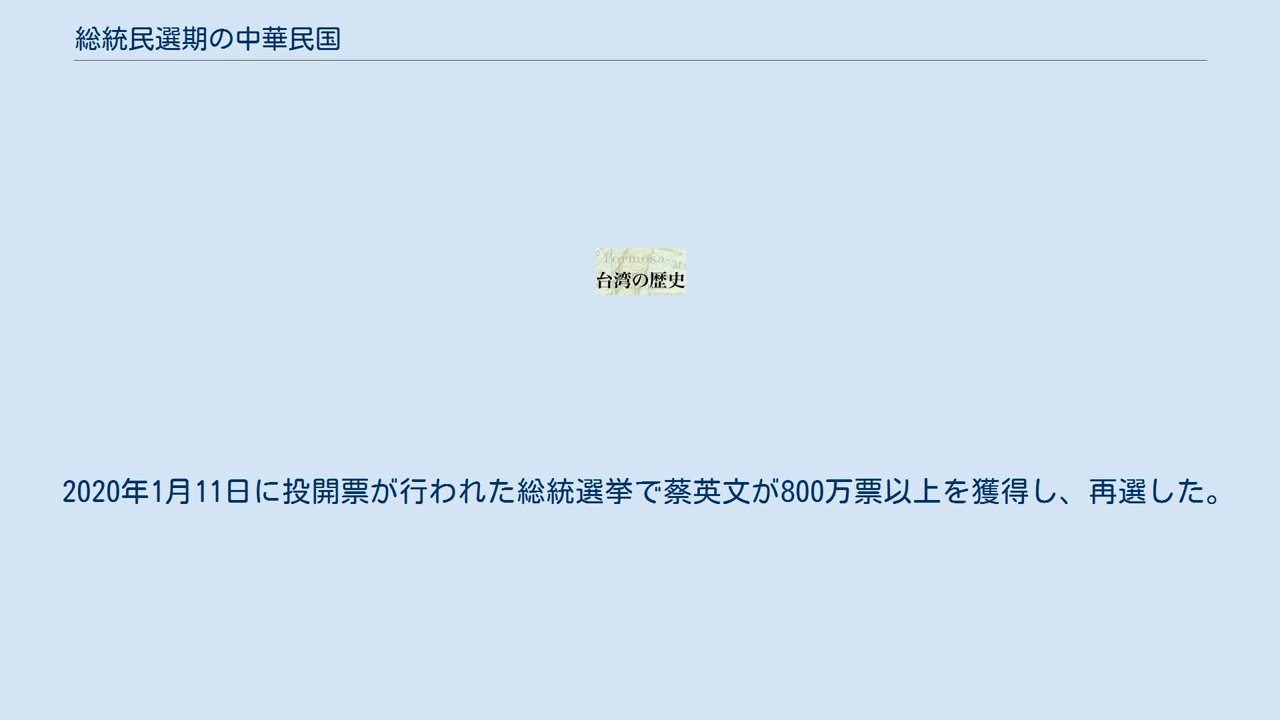 総統民選期の中華民国
Formosa
台湾の歴史
2020年1月11日に投開票が行われた総統選挙で蔡英文が800万票以上を獲得し、再選した。